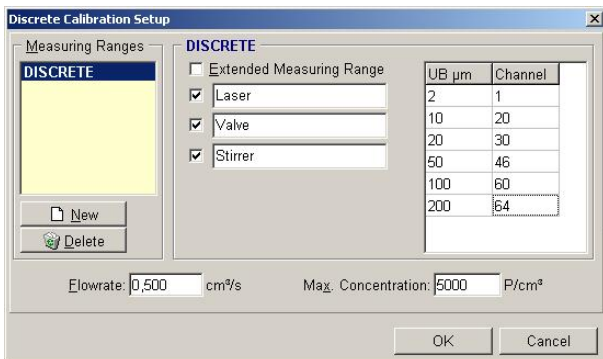 Discrete Calibration Setup
Measuring Ranges
DISCRETE
New
Delete
DISCRETE
Extended Measuring Range
Laser
Valve
Stirrer
UB µm Channel
2 1
10 20
20 30
50 46
100 60
200 64
Flowrate: 0,500 cm³/s
Max. Concentration: 5000 P/cm³
OK
Cancel